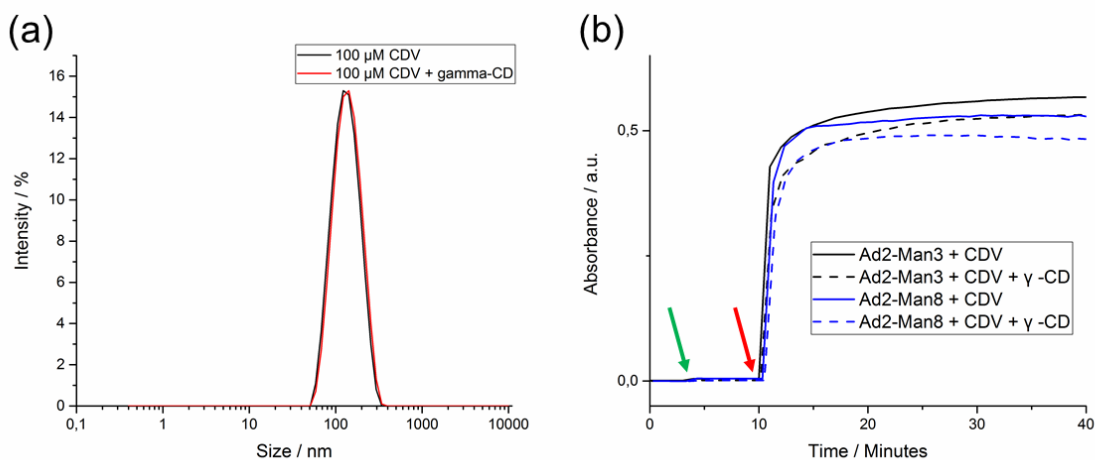 (a)
100 µM CDV
100 µM CDV + gamma-CD
16
14
12
10
8
6
4
2
0
Intensity / %
0,1
1
10
100
1000
10000
Size / nm
(b)
0,5
0,0
Absorbance / a.u.
Ad2-Man3 + CDV
Ad2-Man3 + CDV + γ -CD
Ad2-Man8 + CDV
Ad2-Man8 + CDV + γ -CD
0
10
20
30
40
Time / Minutes